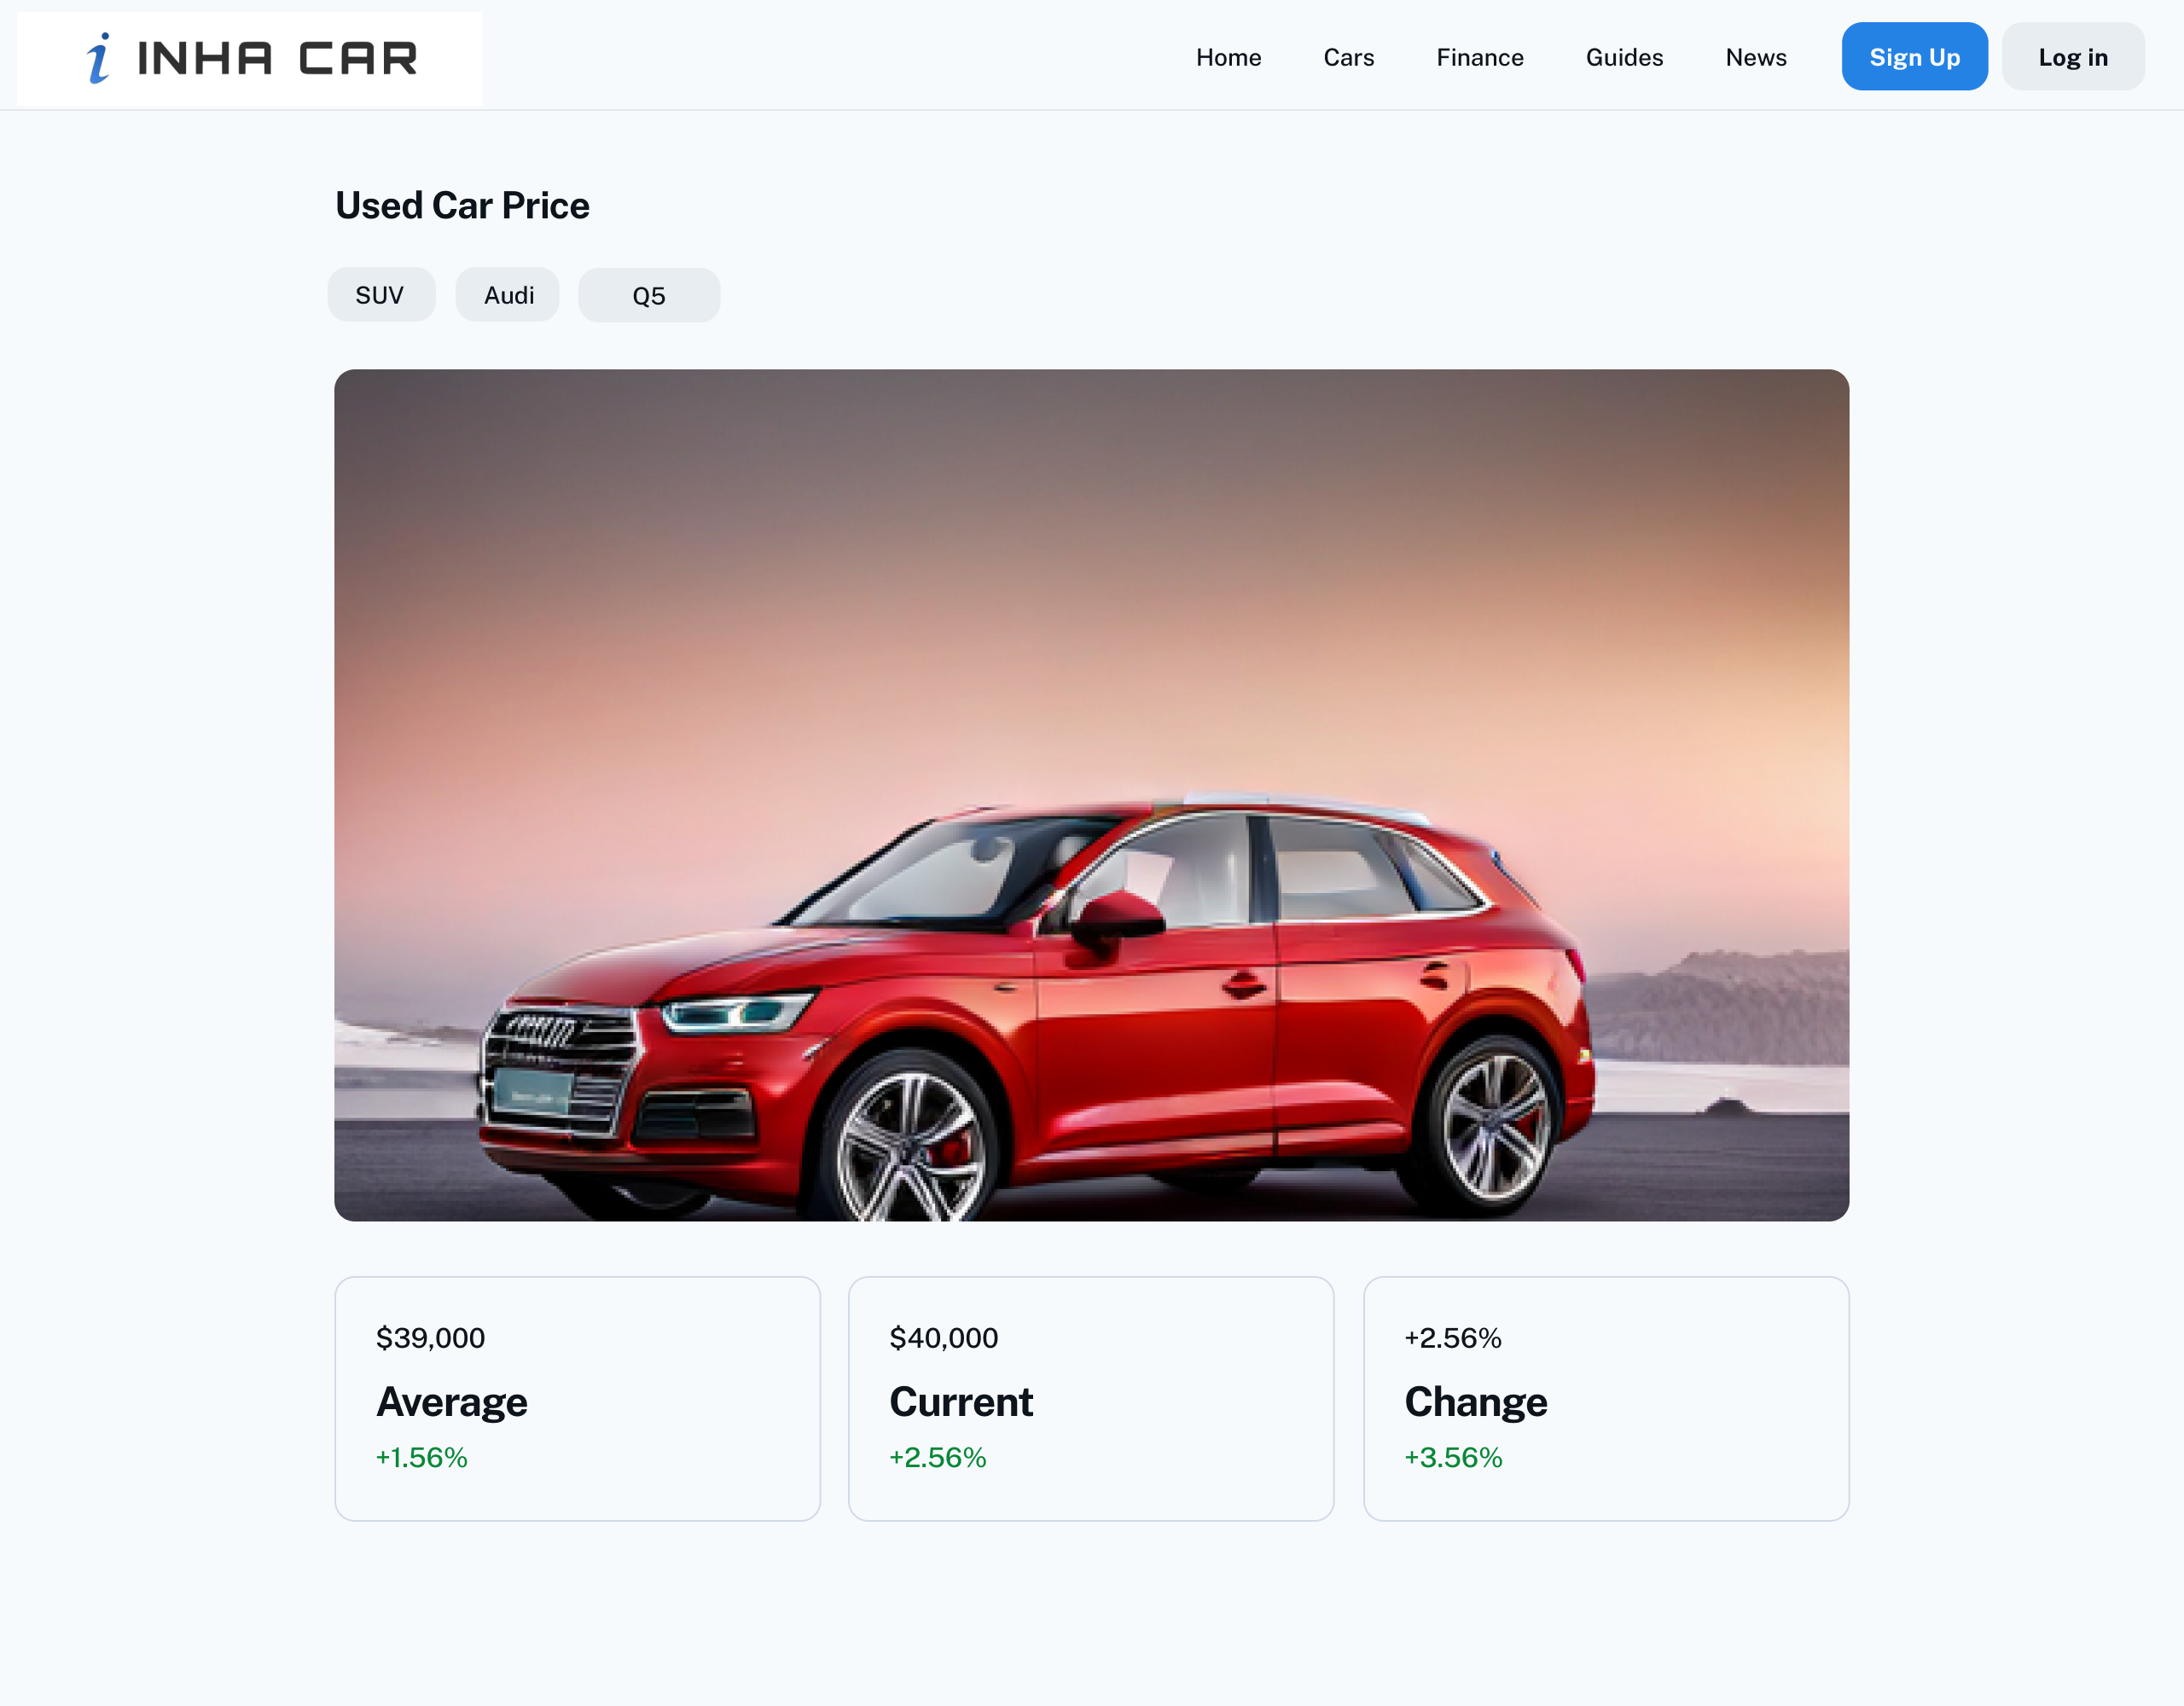 i INHA CAR
Home Cars Finance Guides News Sign Up Log in
Used Car Price
SUV Audi Q5
$39,000
Average
+1.56%
$40,000
Current
+2.56%
+2.56%
Change
+3.56%